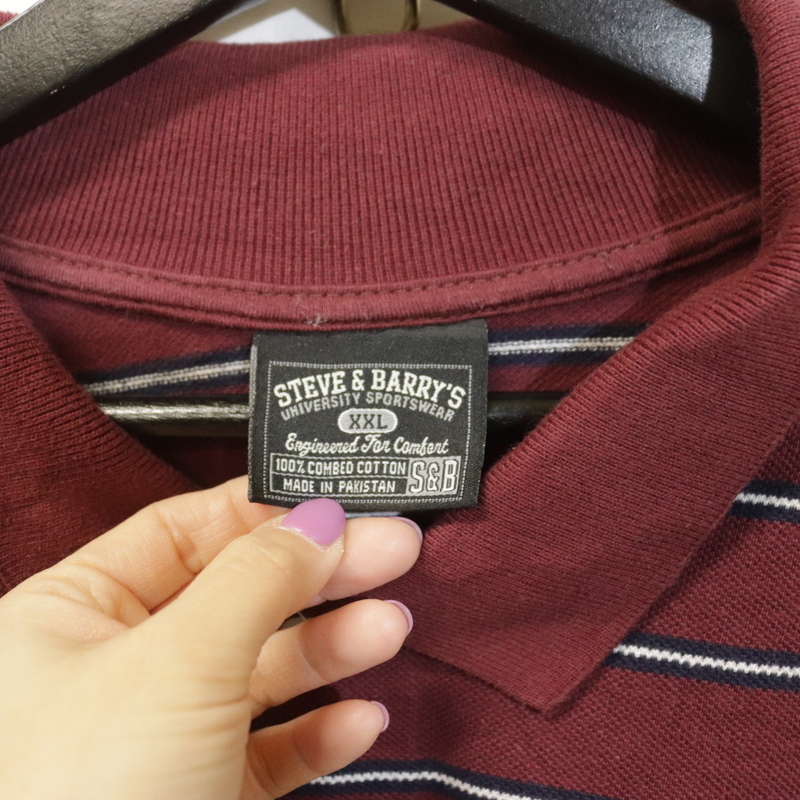 STEVE & BARRY'S
UNIVERSITY SPORTSWEAR
XXL
Engineered For Comfort
100% COMBED COTTON
MADE IN PAKISTAN
S&B